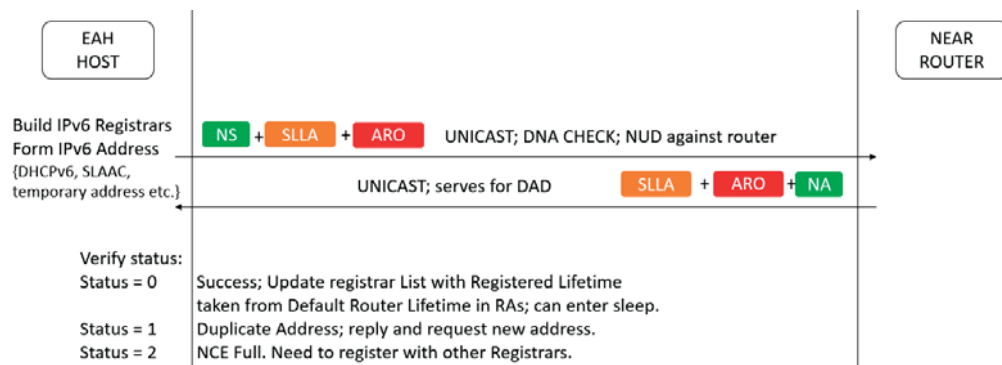 EAH
HOST
NEAR
ROUTER
Build IPv6 Registrars
Form IPv6 Address
{DHCPv6, SLAAC,
temporary address etc.}
NS + SLLA + ARO UNICAST; DNA CHECK; NUD against router
UNICAST; serves for DAD SLLA + ARO + NA
Verify status:
Status = 0 Success; Update registrar List with Registered Lifetime
taken from Default Router Lifetime in RAs; can enter sleep.
Status = 1 Duplicate Address; reply and request new address.
Status = 2 NCE Full. Need to register with other Registrars.